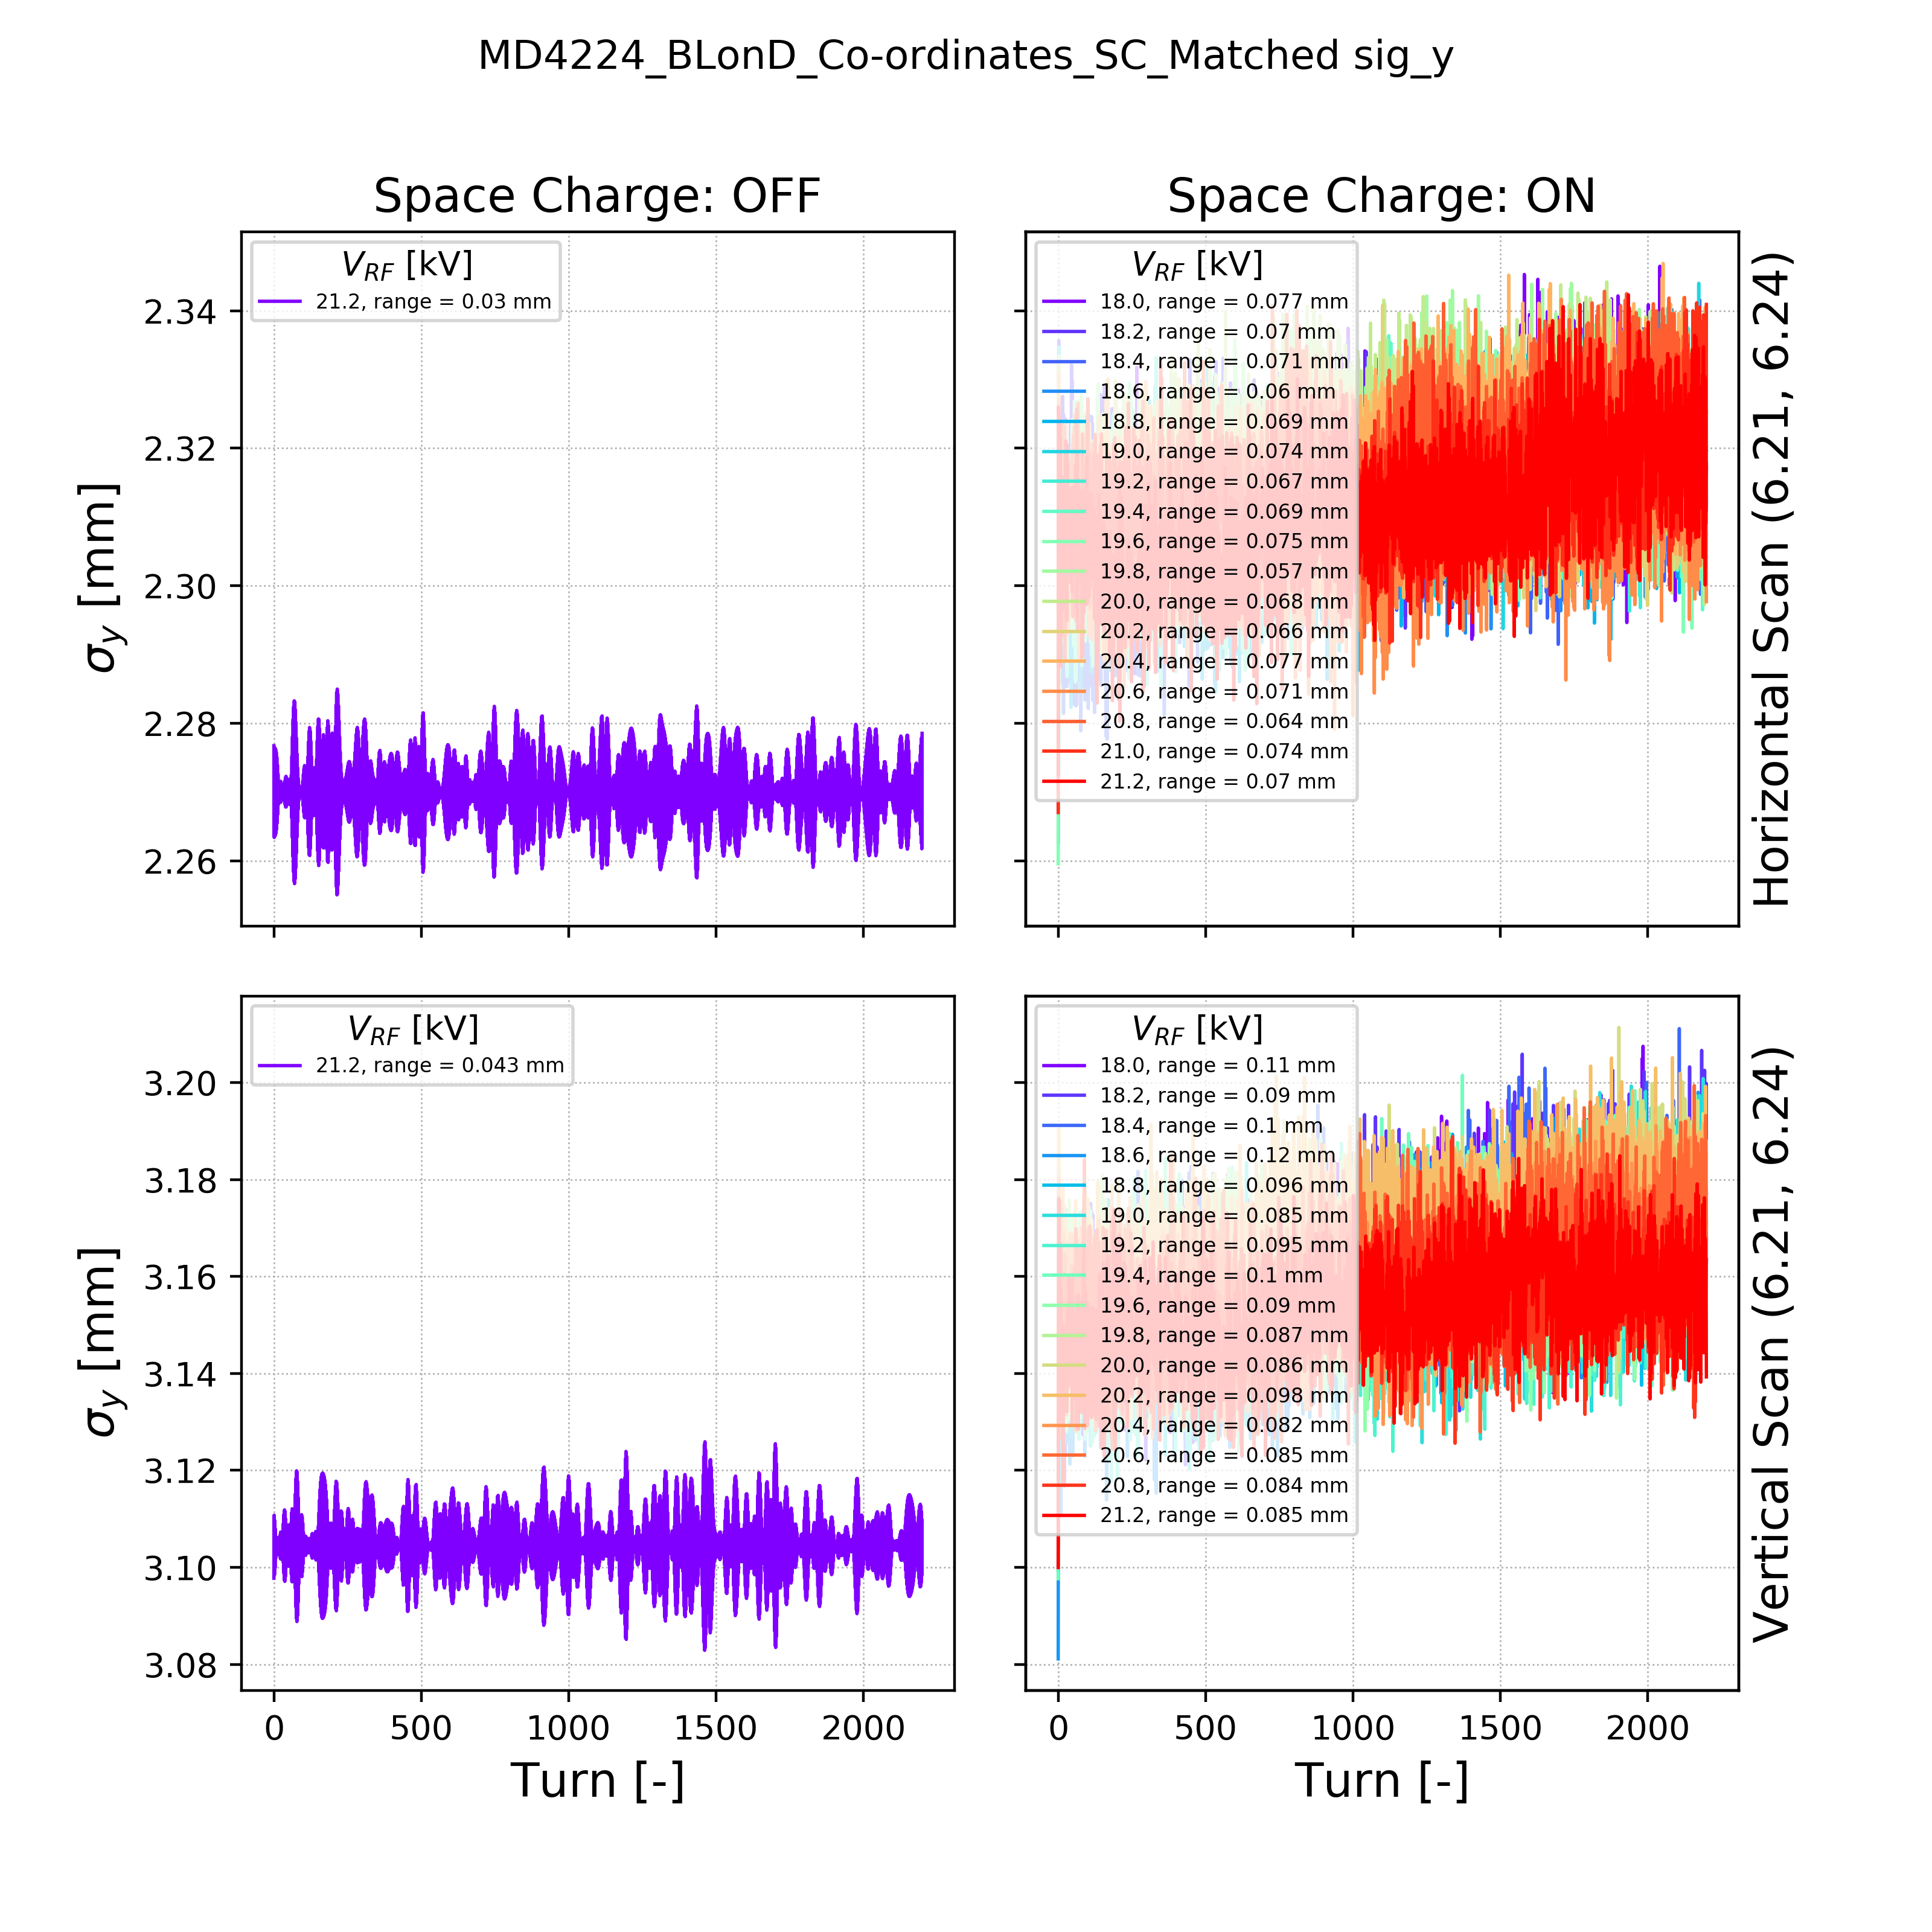 MD4224_BLonD_Co-ordinates_SC_Matched sig_y
Space Charge: OFF
Space Charge: ON
V_RF [kV]
21.2, range = 0.03 mm
2.34
2.32
2.30
2.28
2.26
σ_y [mm]
V_RF [kV]
18.0, range = 0.077 mm
18.2, range = 0.07 mm
18.4, range = 0.071 mm
18.6, range = 0.06 mm
18.8, range = 0.069 mm
19.0, range = 0.074 mm
19.2, range = 0.067 mm
19.4, range = 0.069 mm
19.6, range = 0.075 mm
19.8, range = 0.057 mm
20.0, range = 0.068 mm
20.2, range = 0.066 mm
20.4, range = 0.077 mm
20.6, range = 0.071 mm
20.8, range = 0.064 mm
21.0, range = 0.074 mm
21.2, range = 0.07 mm
Horizontal Scan (6.21, 6.24)
V_RF [kV]
21.2, range = 0.043 mm
3.20
3.18
3.16
3.14
3.12
3.10
3.08
σ_y [mm]
0 500 1000 1500 2000
Turn [-]
V_RF [kV]
18.0, range = 0.11 mm
18.2, range = 0.09 mm
18.4, range = 0.1 mm
18.6, range = 0.12 mm
18.8, range = 0.096 mm
19.0, range = 0.085 mm
19.2, range = 0.095 mm
19.4, range = 0.1 mm
19.6, range = 0.09 mm
19.8, range = 0.087 mm
20.0, range = 0.086 mm
20.2, range = 0.098 mm
20.4, range = 0.082 mm
20.6, range = 0.085 mm
20.8, range = 0.084 mm
21.2, range = 0.085 mm
0 500 1000 1500 2000
Turn [-]
Vertical Scan (6.21, 6.24)